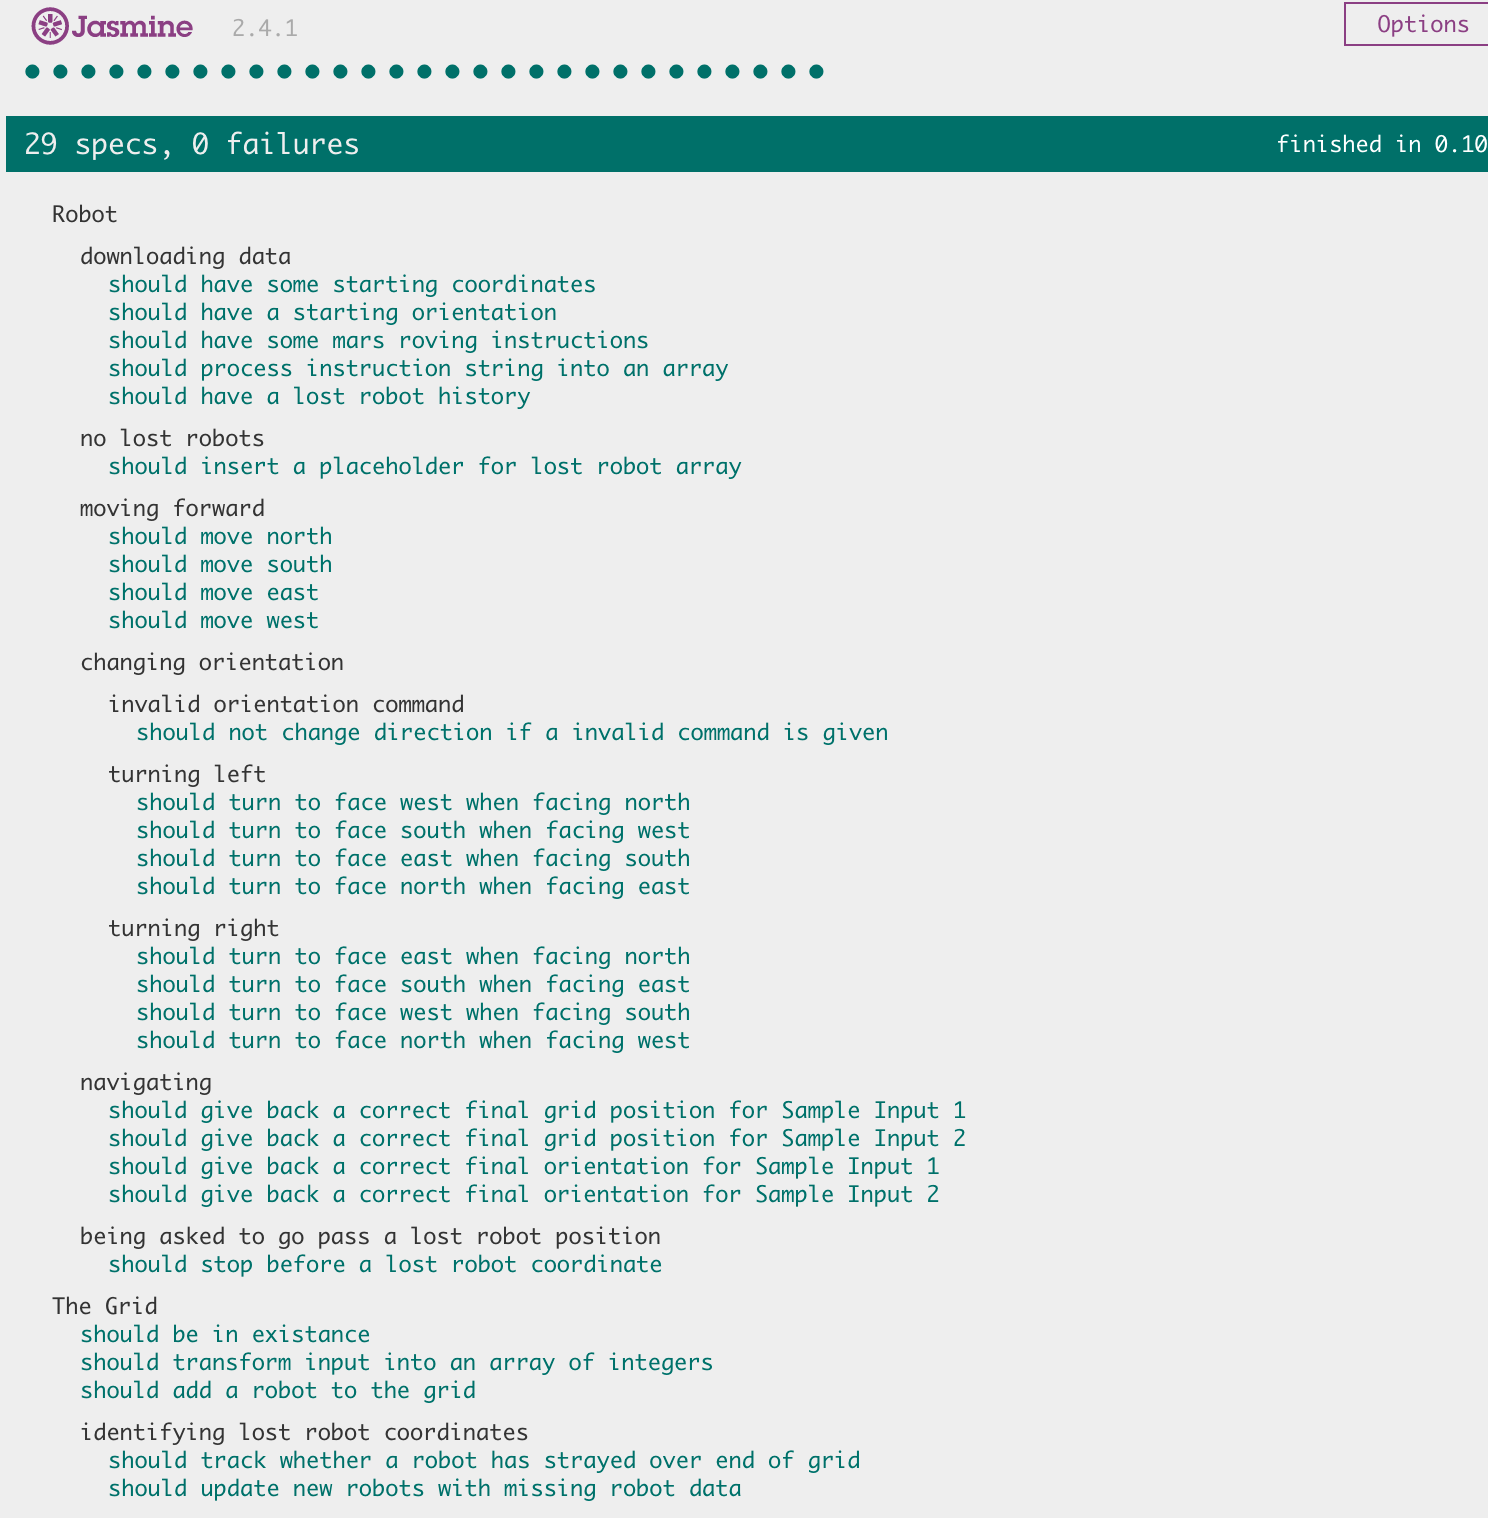 Jasmine 2.4.1 Options
29 specs, 0 failures finished in 0.10
Robot
downloading data
should have some starting coordinates
should have a starting orientation
should have some mars roving instructions
should process instruction string into an array
should have a lost robot history
no lost robots
should insert a placeholder for lost robot array
moving forward
should move north
should move south
should move east
should move west
changing orientation
invalid orientation command
should not change direction if a invalid command is given
turning left
should turn to face west when facing north
should turn to face south when facing west
should turn to face east when facing south
should turn to face north when facing east
turning right
should turn to face east when facing north
should turn to face south when facing east
should turn to face west when facing south
should turn to face north when facing west
navigating
should give back a correct final grid position for Sample Input 1
should give back a correct final grid position for Sample Input 2
should give back a correct final orientation for Sample Input 1
should give back a correct final orientation for Sample Input 2
being asked to go pass a lost robot position
should stop before a lost robot coordinate
The Grid
should be in existance
should transform input into an array of integers
should add a robot to the grid
identifying lost robot coordinates
should track whether a robot has strayed over end of grid
should update new robots with missing robot data